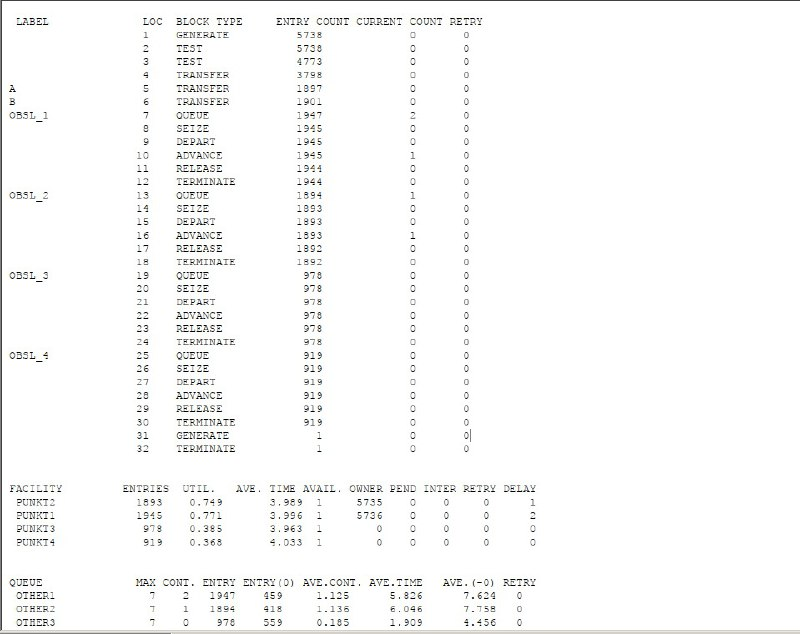 LABEL LOC BLOCK TYPE ENTRY COUNT CURRENT COUNT RETRY
1 GENERATE 5738 0 0
2 TEST 5738 0 0
3 TEST 4773 0 0
4 TRANSFER 3798 0 0
A 5 TRANSFER 1897 0 0
B 6 TRANSFER 1901 0 0
OBSL_1 7 QUEUE 1947 2 0
8 SEIZE 1945 0 0
9 DEPART 1945 0 0
10 ADVANCE 1945 1 0
11 RELEASE 1944 0 0
12 TERMINATE 1944 0 0
OBSL_2 13 QUEUE 1894 1 0
14 SEIZE 1893 0 0
15 DEPART 1893 0 0
16 ADVANCE 1893 1 0
17 RELEASE 1892 0 0
18 TERMINATE 1892 0 0
OBSL_3 19 QUEUE 978 0 0
20 SEIZE 978 0 0
21 DEPART 978 0 0
22 ADVANCE 978 0 0
23 RELEASE 978 0 0
24 TERMINATE 978 0 0
OBSL_4 25 QUEUE 919 0 0
26 SEIZE 919 0 0
27 DEPART 919 0 0
28 ADVANCE 919 0 0
29 RELEASE 919 0 0
30 TERMINATE 919 0 0
31 GENERATE 1 0 0
32 TERMINATE 1 0 0
FACILITY ENTRIES UTIL. AVE. TIME AVAIL. OWNER PEND INTER RETRY DELAY
PUNKT2 1893 0.749 3.989 1 5735 0 0 0 1
PUNKT1 1945 0.771 3.996 1 5736 0 0 0 2
PUNKT3 978 0.385 3.963 1 0 0 0 0 0
PUNKT4 919 0.368 4.033 1 0 0 0 0 0
QUEUE MAX CONT. ENTRY ENTRY(0) AVE.CONT. AVE.TIME AVE.(-0) RETRY
OTHER1 7 2 1947 459 1.125 5.826 7.624 0
OTHER2 7 1 1894 418 1.136 6.046 7.758 0
OTHER3 7 0 978 559 0.185 1.909 4.456 0